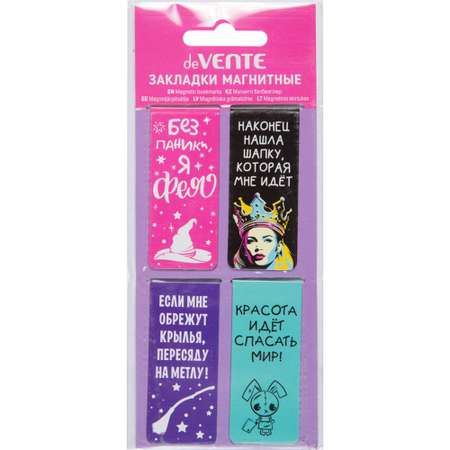 deVENTE
ЗАКЛАДКИ МАГНИТНЫЕ
БЕЗ
ПАНИКИ,
Я
ФЕЯ
НАКОНЕЦ
НАШЛА
ШАПКУ,
КОТОРАЯ
МНЕ ИДЁТ
ЕСЛИ МНЕ
ОБРЕЖУТ
КРЫЛЬЯ,
ПЕРЕСЯДУ
НА МЕТЛУ!
КРАСОТА
ИДЁТ
СПАСАТЬ
МИР!